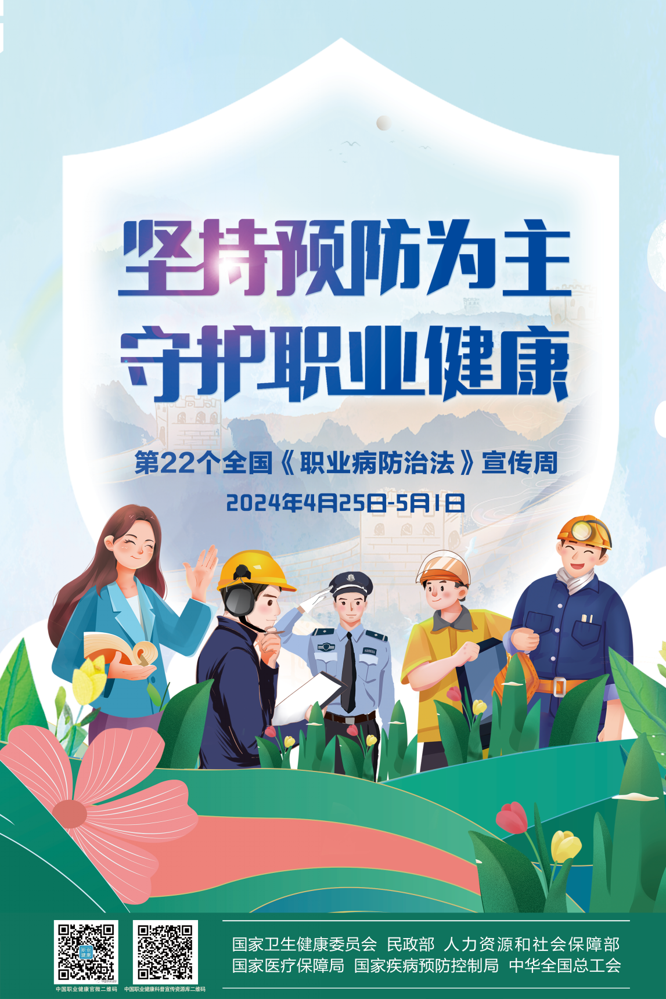 坚持预防为主
守护职业健康
第22个全国《职业病防治法》宣传周
2024年4月25日-5月1日
职业
健康
中国职业健康官微二维码 中国职业健康科普宣传资源库二维码
国家卫生健康委员会 民政部 人力资源和社会保障部
国家医疗保障局 国家疾病预防控制局 中华全国总工会